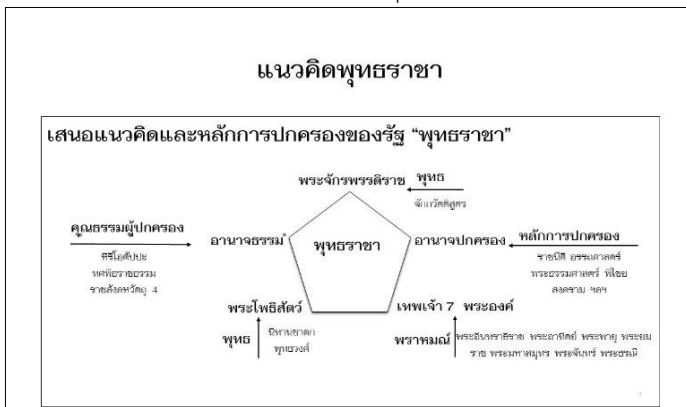 แนวคิดพุทธราชา
เสนอแนวคิดและหลักการปกครองของรัฐ “พุทธราชา”
พระจักรพรรดิราช พุทธ
จักกวัตติสูตร
คุณธรรมผู้ปกครอง
หิริโอตัปปะ
ทศพิธราชธรรม
ราชสังคหวัตถุ 4
อำนาจธรรม
พุทธราชา
อำนาจปกครอง
หลักการปกครอง
ราชนิติ อรรถศาสตร์
พระธรรมศาสตร์ พิไชย
สงคราม ฯลฯ
พระโพธิสัตว์
พุทธ
นิทานชาดก
พุทธวงศ์
เทพเจ้า 7 พระองค์
พราหมณ์
พระอินทราธิราช พระอาทิตย์ พระพายุ พระยม
ราช พระมหาสมุทร พระจันทร์ พระธรณี